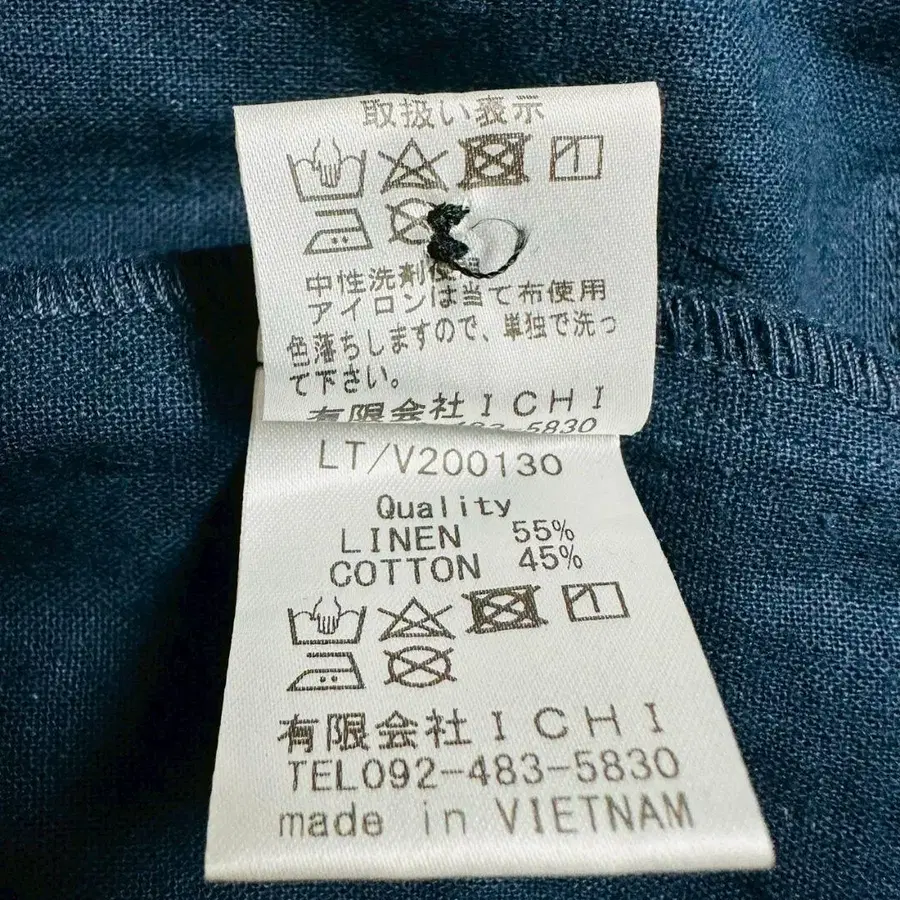 取扱い表示
中性洗剤使
アイロンは当て布使用
色落ちしますので、単独で洗っ
て下さい。
有限会社ICHI
483-5830
LT/V200130
Quality
LINEN 55%
COTTON 45%
有限会社ICHI
TEL092-483-5830
made in VIETNAM